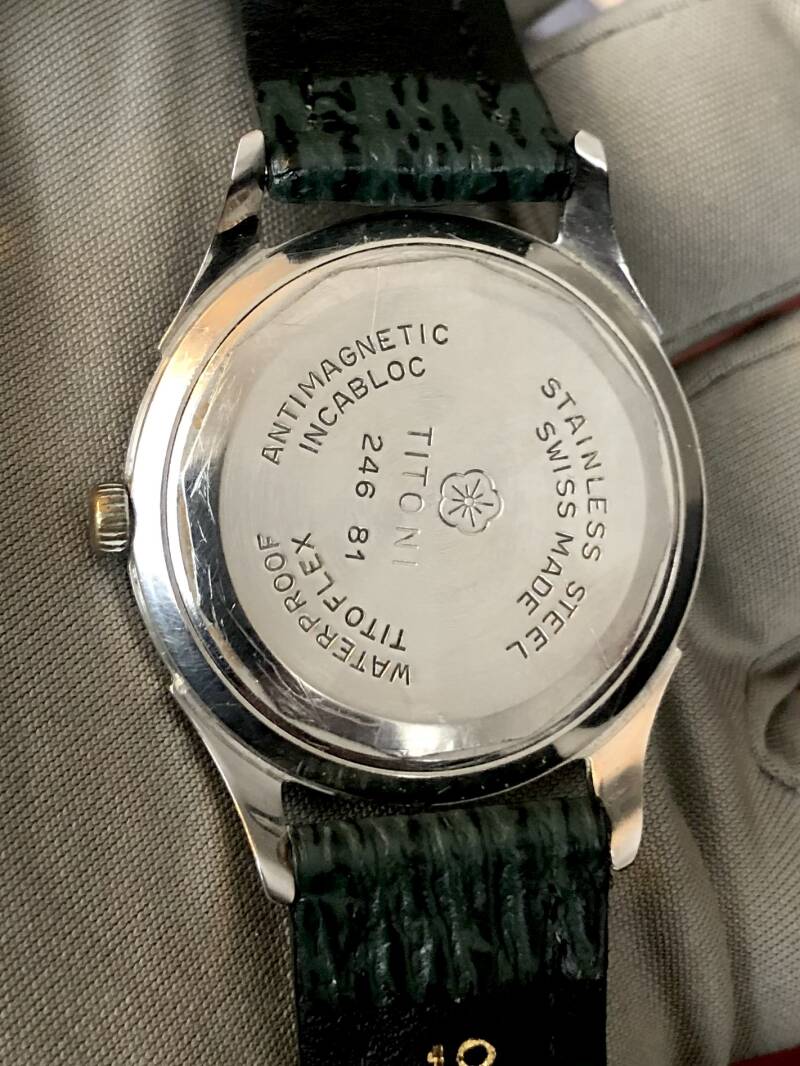 ANTIMAGNETIC
INCABLOC
STAINLESS STEEL
SWISS MADE
TITONI
246 81
WATERPROOF
TITOFLEX